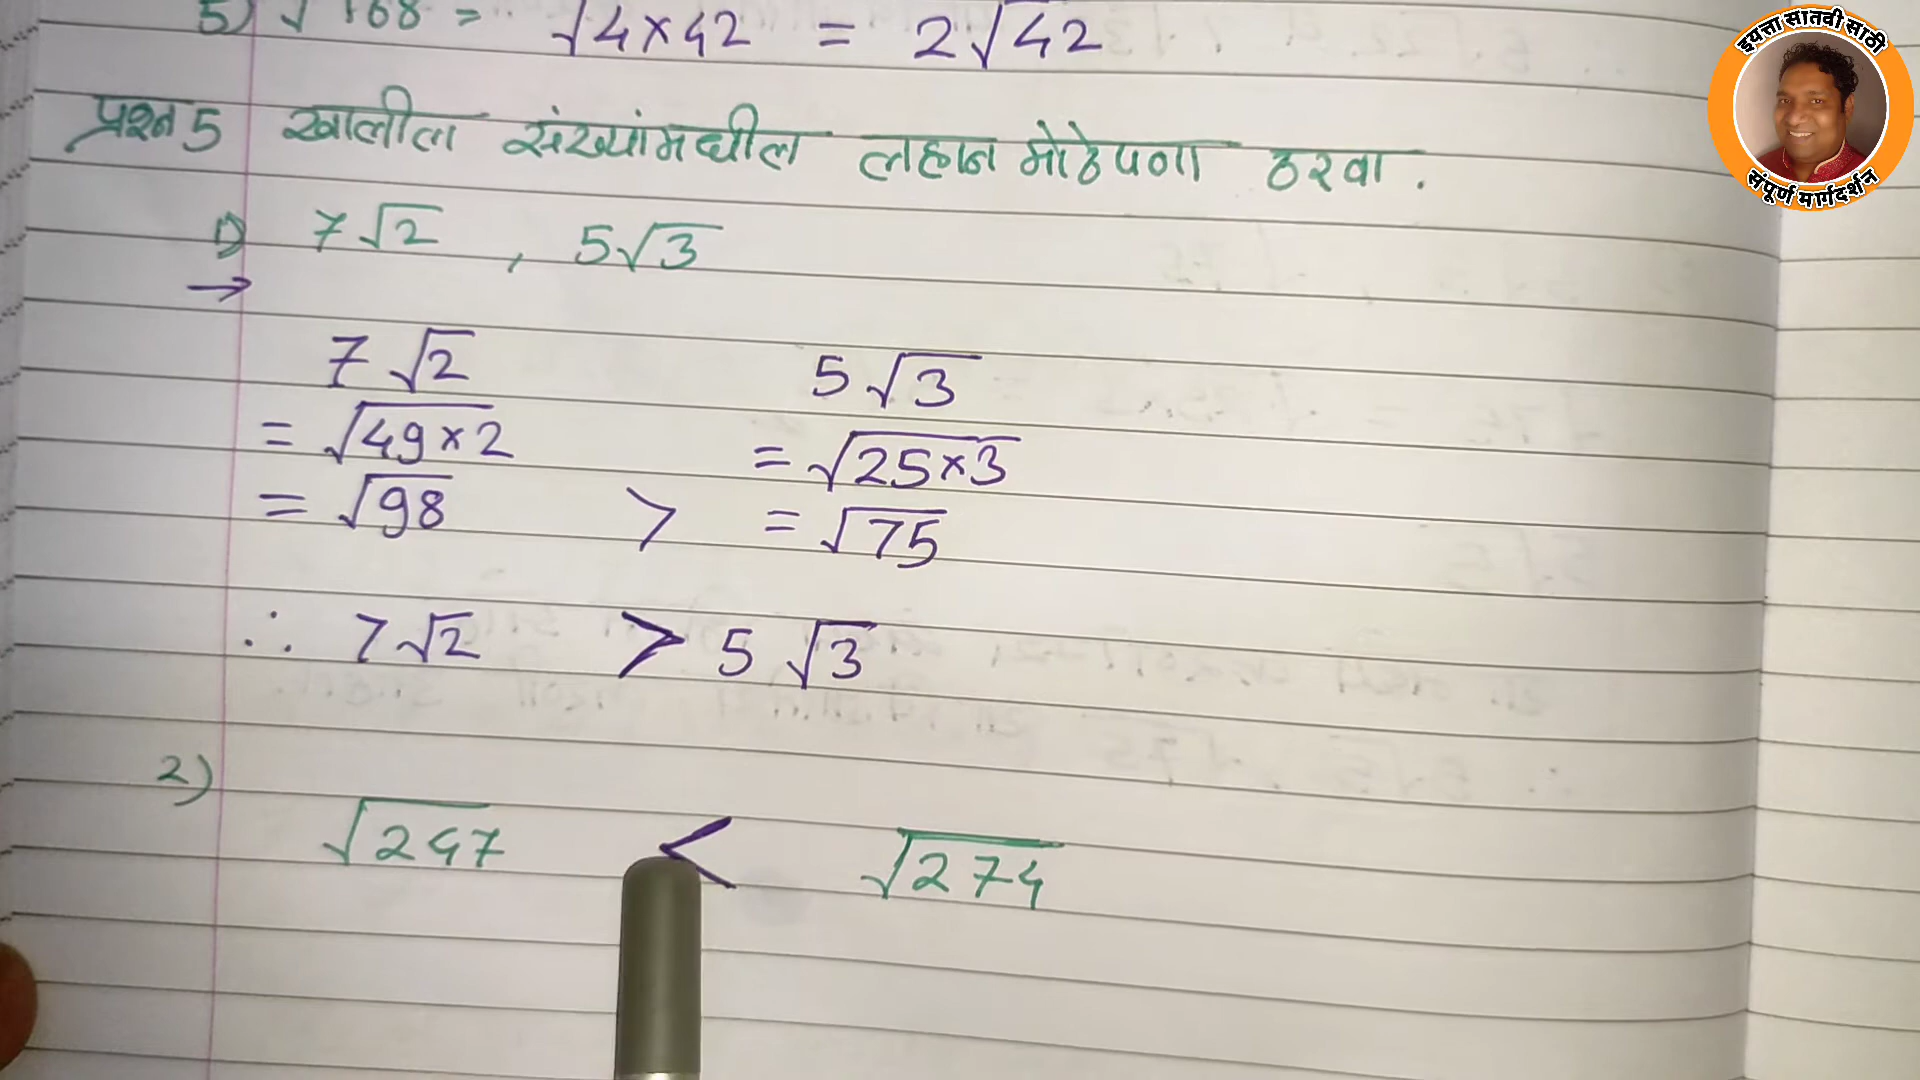 5) √168 = √4×42 = 2√42
प्रश्न 5 खालील संख्यांमधील लहान मोठेपणा ठरवा .
1) 7√2 , 5√3
→
7√2 5√3
= √49×2 = √25×3
= √98 > = √75
∴ 7√2 > 5√3
2)
√247 < √274
इयत्ता सातवी साठी
संपूर्ण मार्गदर्शन